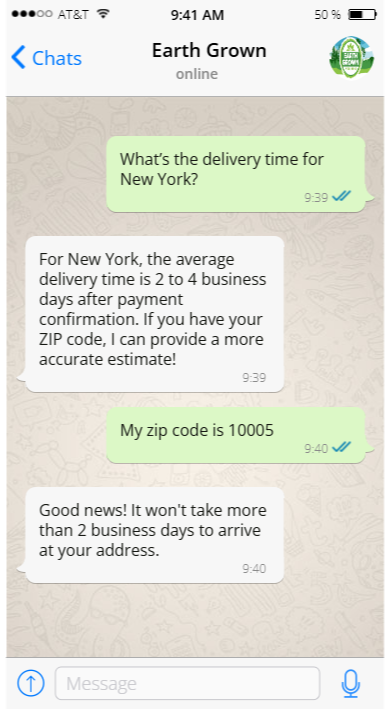 AT&T 9:41 AM 50 %
Chats
Earth Grown
online
EARTH
GROWN
What’s the delivery time for
New York?
9:39
For New York, the average
delivery time is 2 to 4 business
days after payment
confirmation. If you have your
ZIP code, I can provide a more
accurate estimate!
9:39
My zip code is 10005
9:40
Good news! It won't take more
than 2 business days to arrive
at your address.
9:40
Message